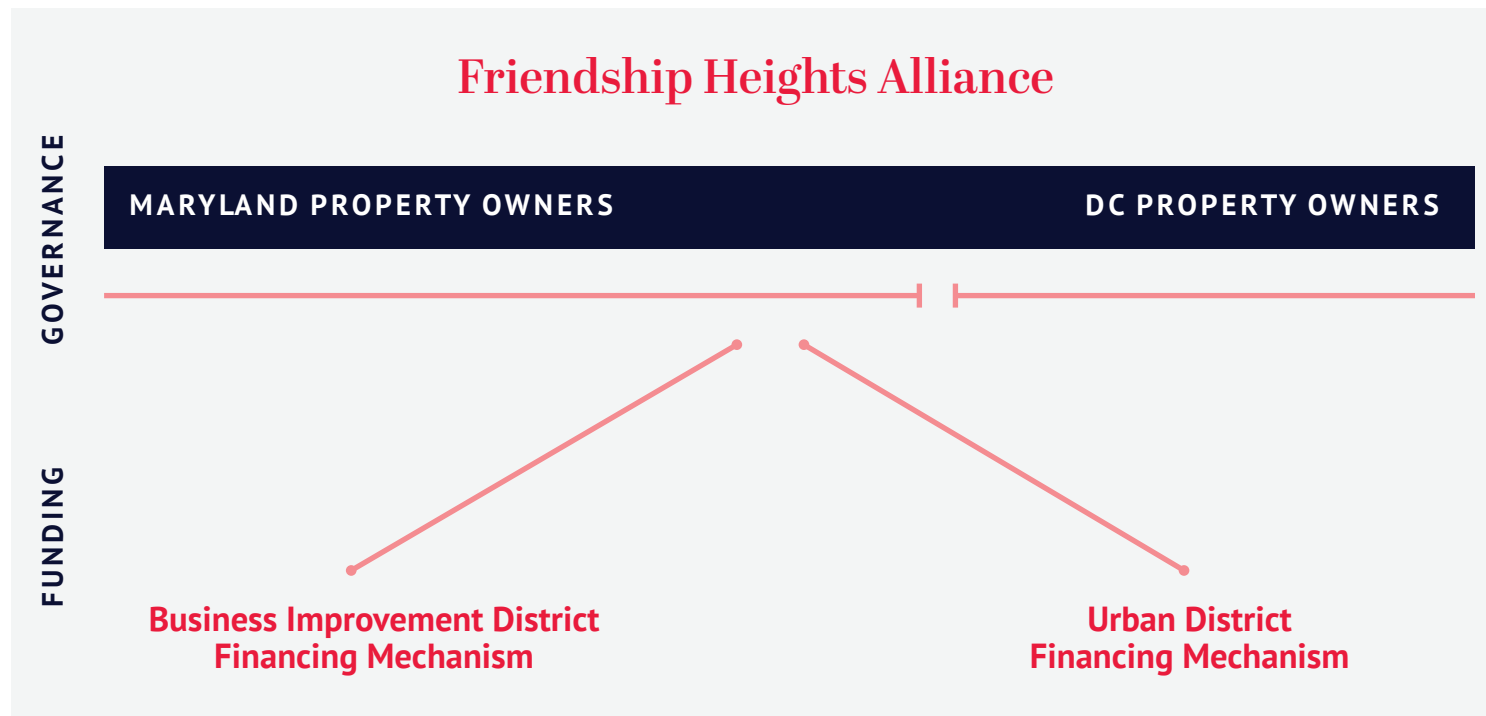 Friendship Heights Alliance
GOVERNANCE
MARYLAND PROPERTY OWNERS
DC PROPERTY OWNERS
FUNDING
Business Improvement District
Financing Mechanism
Urban District
Financing Mechanism